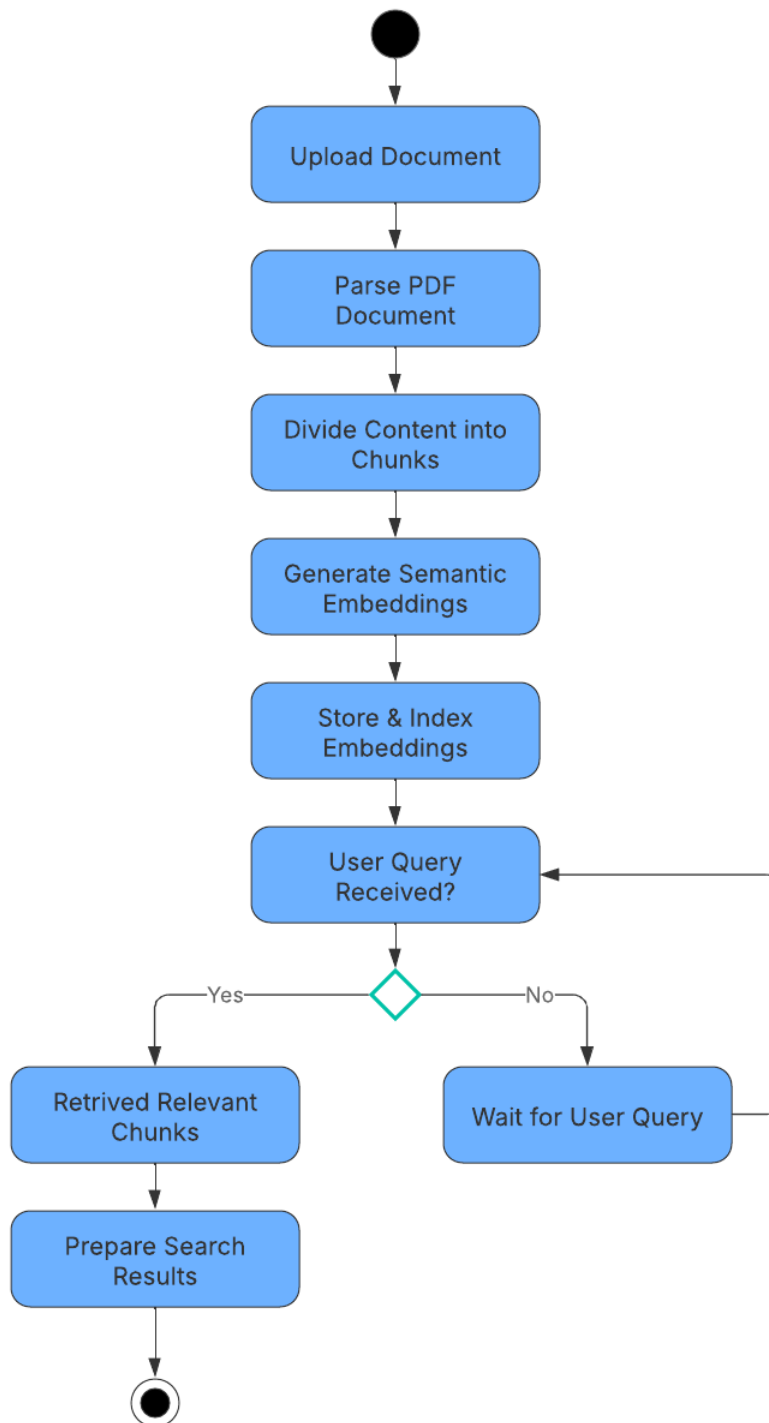 Upload Document
Parse PDF
Document
Divide Content into
Chunks
Generate Semantic
Embeddings
Store & Index
Embeddings
User Query
Received?
Yes
No
Retrived Relevant
Chunks
Wait for User Query
Prepare Search
Results